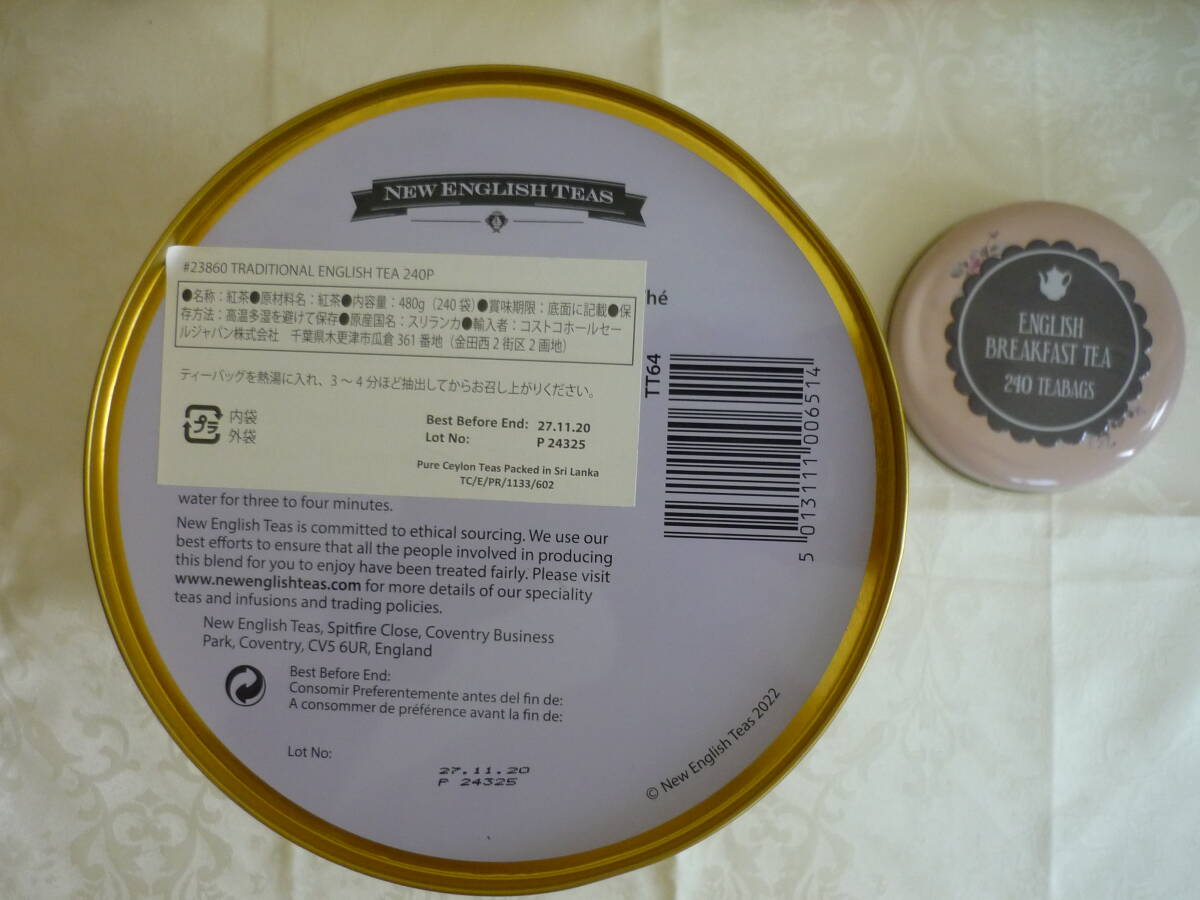 NEW ENGLISH TEAS
#23860 TRADITIONAL ENGLISH TEA 240P
●名称：紅茶●原材料名：紅茶●内容量：480g（240袋）●賞味期限：底面に記載●保
存方法：高温多湿を避けて保存●原産国名：スリランカ●輸入者：コストコホールセー
ルジャパン株式会社　千葉県木更津市瓜倉 361 番地（金田西 2 街区 2 画地）
ティーバッグを熱湯に入れ、3 ～ 4 分ほど抽出してからお召し上がりください。
プラ
内袋
外袋
Best Before End: 27.11.20
Lot No: P 24325
Pure Ceylon Teas Packed in Sri Lanka
TC/E/PR/1133/602
hé
TT64
5 013111 006514
water for three to four minutes.
New English Teas is committed to ethical sourcing. We use our
best efforts to ensure that all the people involved in producing
this blend for you to enjoy have been treated fairly. Please visit
www.newenglishteas.com for more details of our speciality
teas and infusions and trading policies.
New English Teas, Spitfire Close, Coventry Business
Park, Coventry, CV5 6UR, England
Best Before End:
Consomir Preferentemente antes del fin de:
A consommer de préférence avant la fin de:
Lot No:
27.11.20
P 24325
© New English Teas 2022
ENGLISH
BREAKFAST TEA
240 TEABAGS